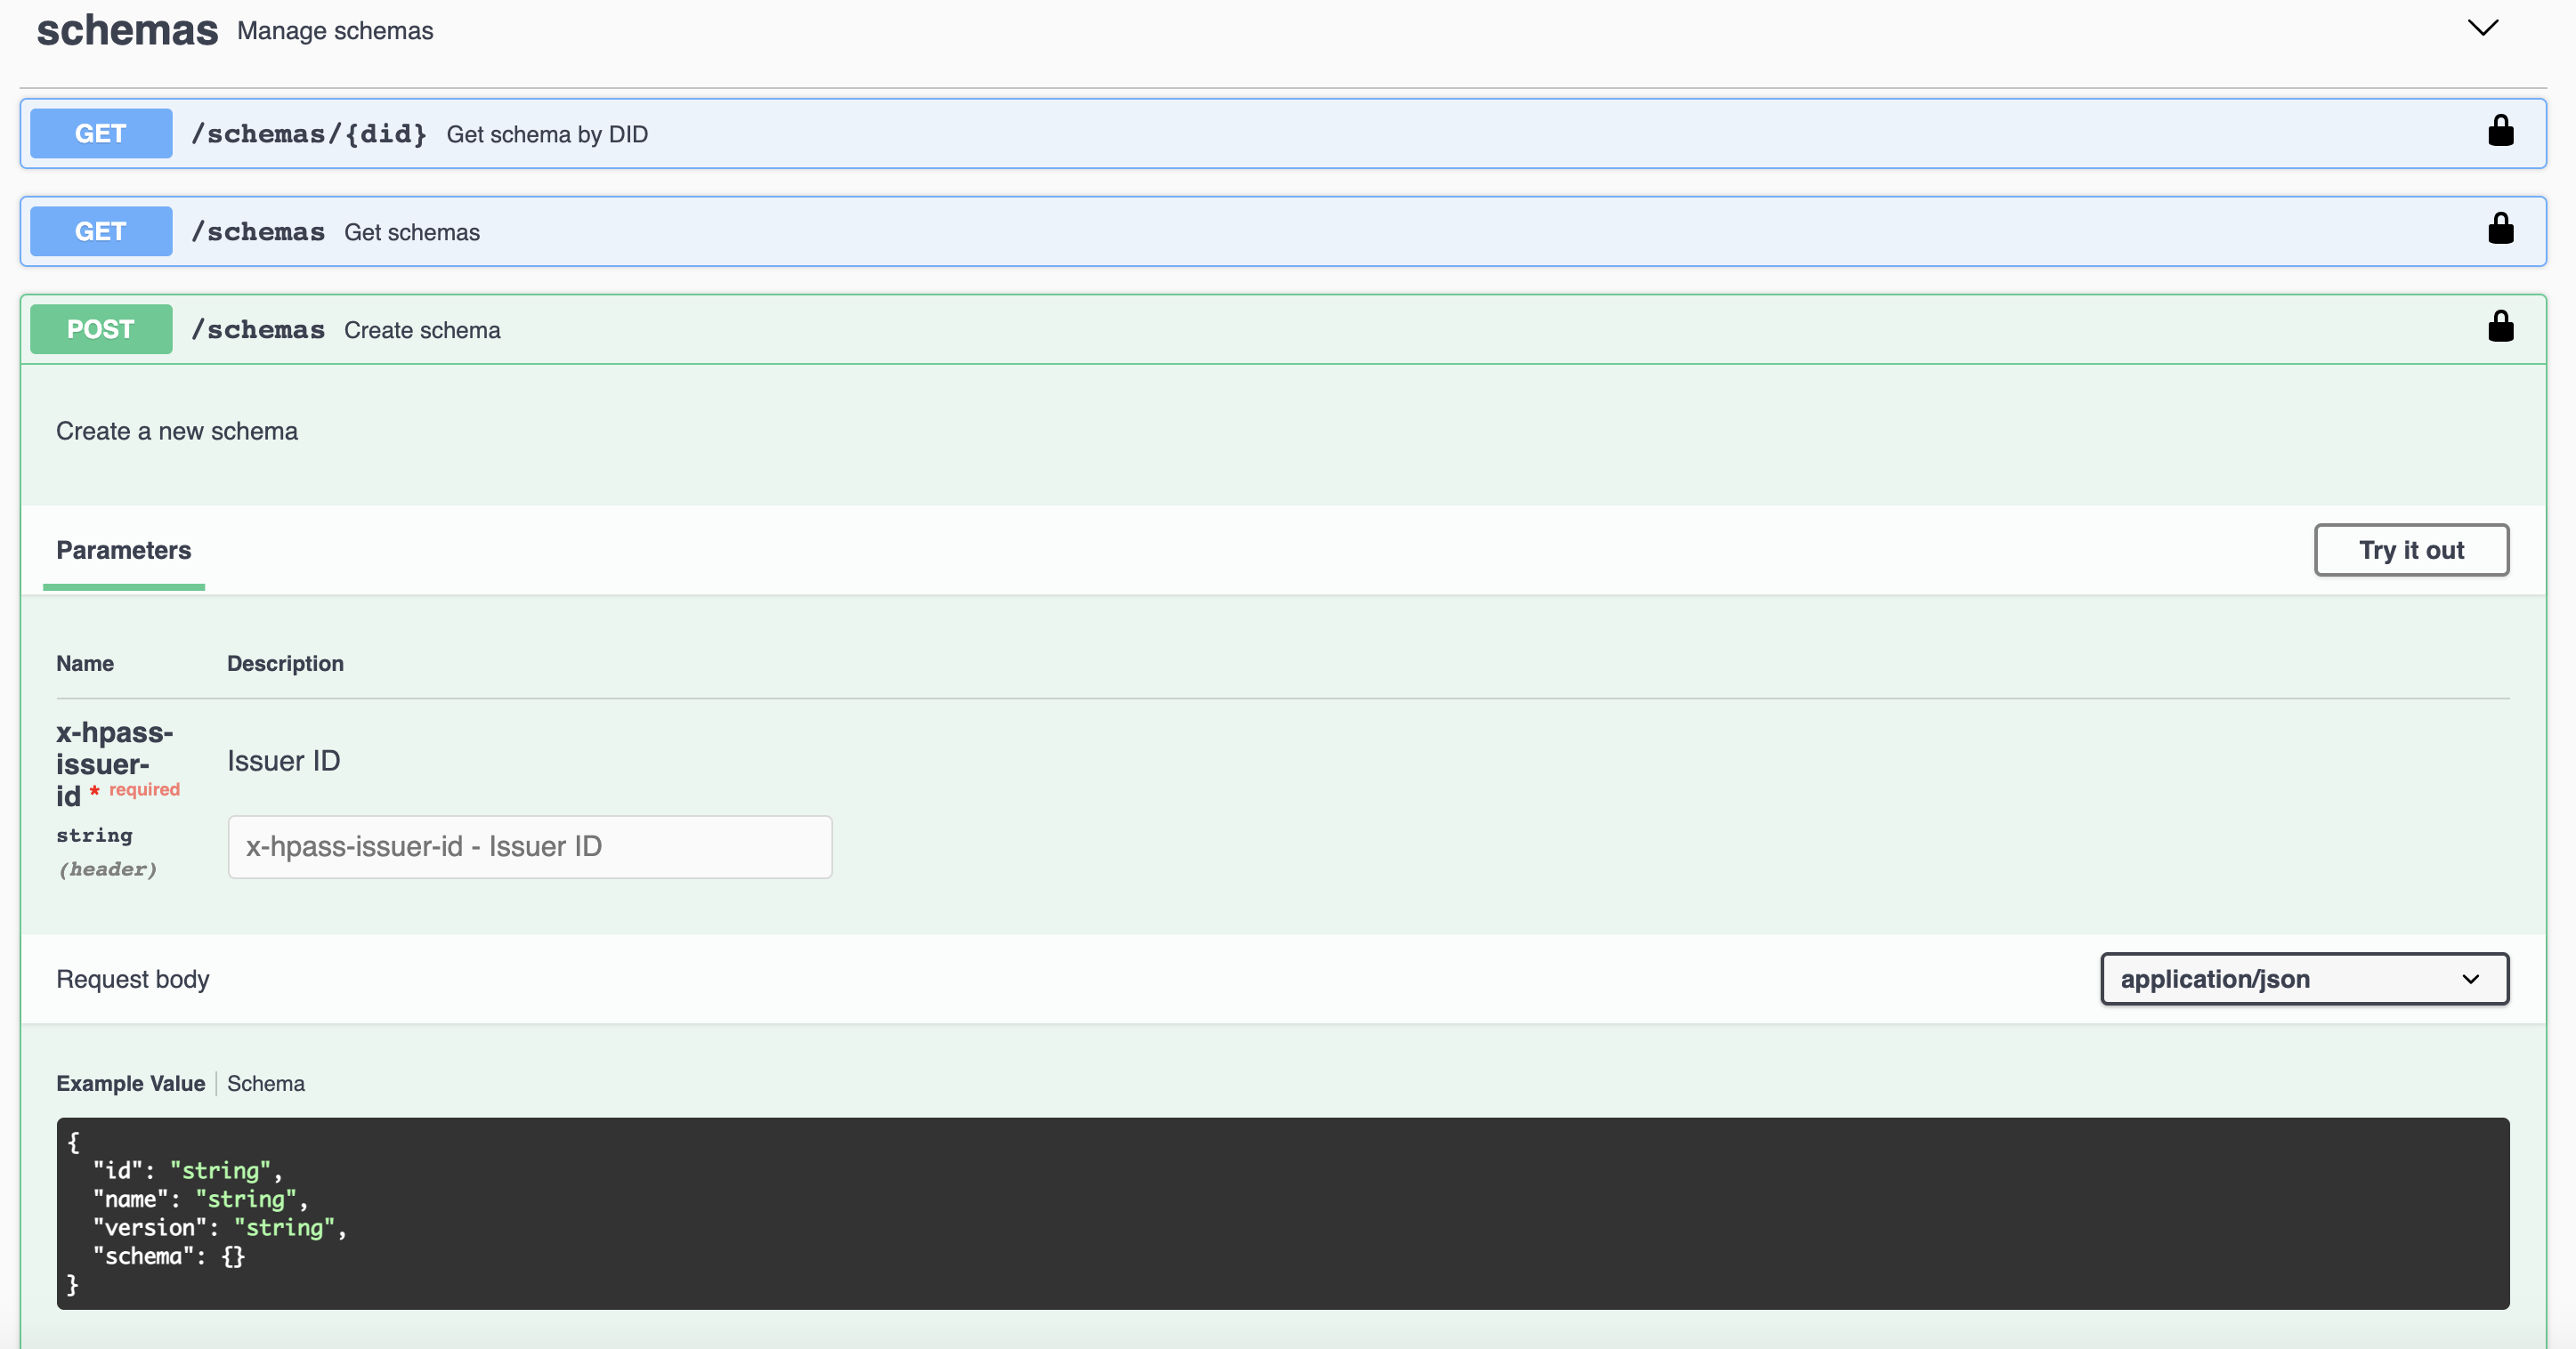 schemas Manage schemas
GET /schemas/{did} Get schema by DID
GET /schemas Get schemas
POST /schemas Create schema
Create a new schema
Parameters
Try it out
Name Description
x-hpass-
issuer-
id * required
string
(header)
Issuer ID
x-hpass-issuer-id - Issuer ID
Request body
application/json
Example Value Schema
{
  "id": "string",
  "name": "string",
  "version": "string",
  "schema": {}
}